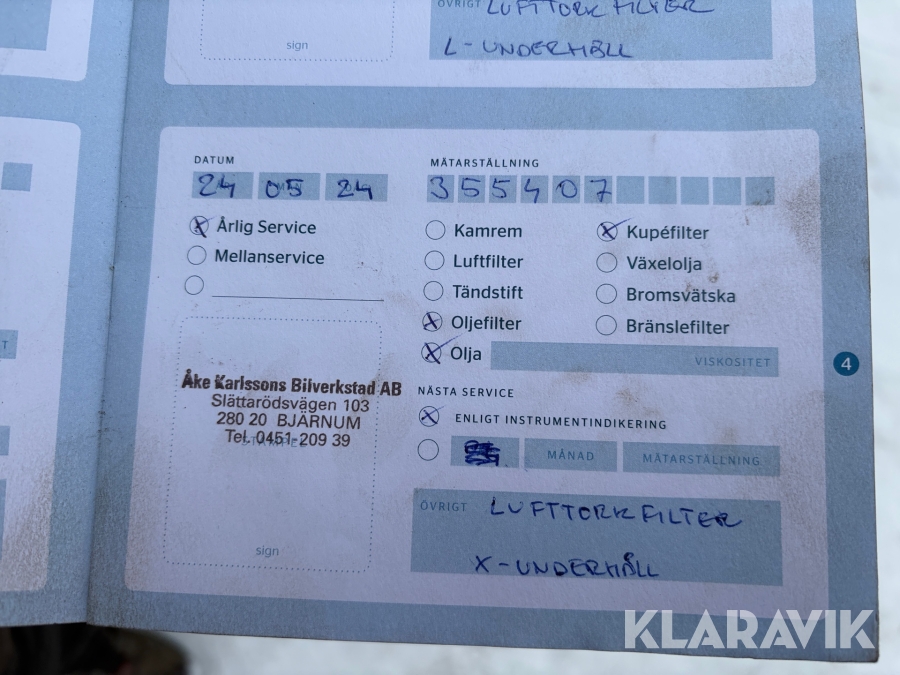 sign
ÖVRIGT LUFTTORKFILTER
L-UNDERHÅLL
DATUM
24 05 24
MÄTARSTÄLLNING
355407
Årlig Service
Mellanservice
Kamrem
Luftfilter
Tändstift
Oljefilter
Olja
VISKOSITET
Kupéfilter
Växelolja
Bromsvätska
Bränslefilter
Åke Karlssons Bilverkstad AB
Slättarödsvägen 103
280 20 BJÄRNUM
Tel. 0451-209 39
STÄMPEL
sign
NÄSTA SERVICE
ENLIGT INSTRUMENTINDIKERING
MÅNAD
MÄTARSTÄLLNING
ÖVRIGT LUFTTORKFILTER
X-UNDERHÅLL
4
KLARAVIK